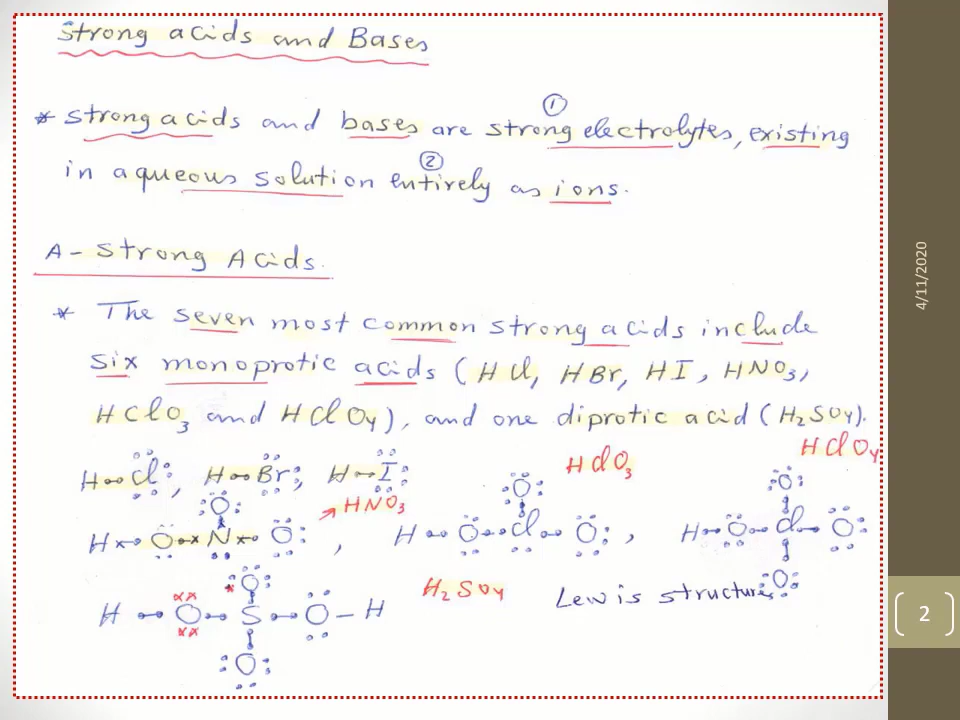 Strong acids and Bases
* Strong acids and bases are strong ① electrolytes, existing
in aqueous solution ② entirely as ions.
A - Strong Acids.
* The seven most common strong acids include
six monoprotic acids (HCl, HBr, HI, HNO3,
HClO3 and HClO4), and one diprotic acid (H2SO4).
H Cl, H Br, H I
HClO3
HClO4
O
HNO3
O
O
H O N O,
H O Cl O,
H O Cl O
O
O
H O S O - H
H2SO4
Lewis structures
O
4/11/2020
2